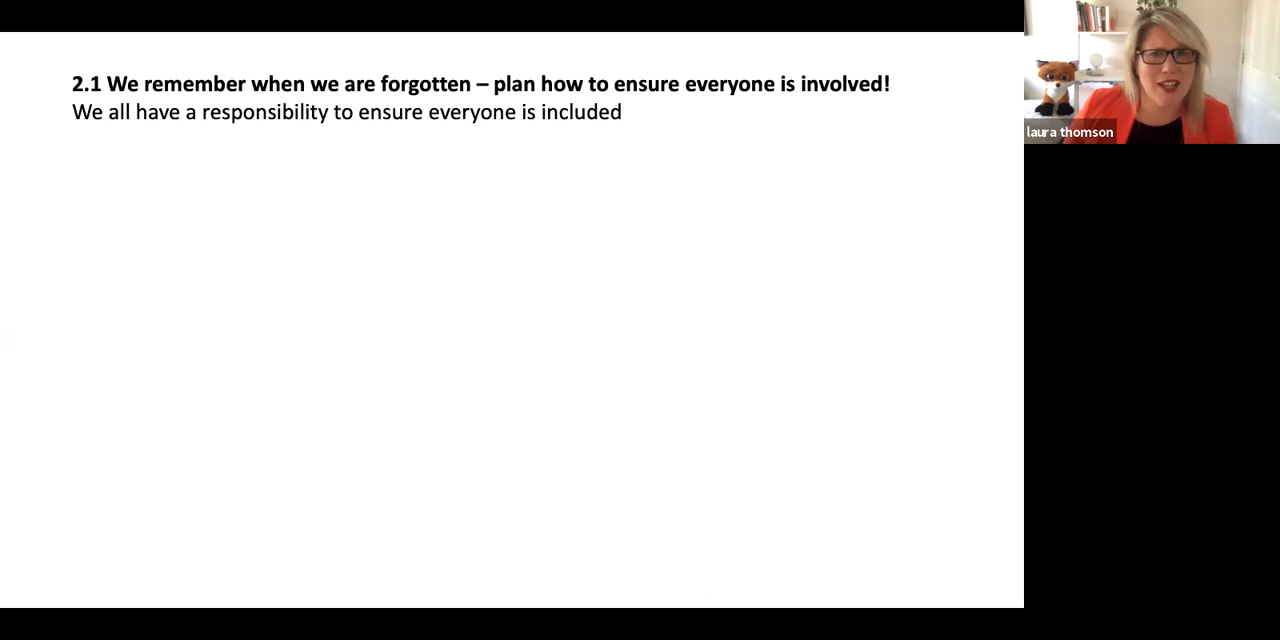 2.1 We remember when we are forgotten – plan how to ensure everyone is involved!
We all have a responsibility to ensure everyone is included
laura thomson